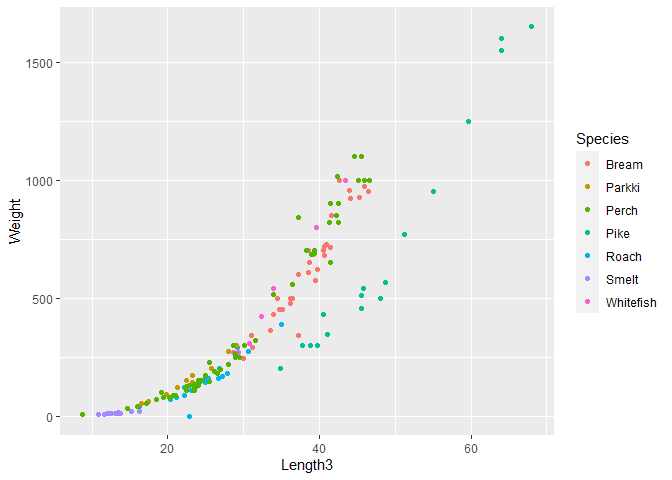 1500
1000
500
0
Weight
20
40
60
Length3
Species
Bream
Parkki
Perch
Pike
Roach
Smelt
Whitefish